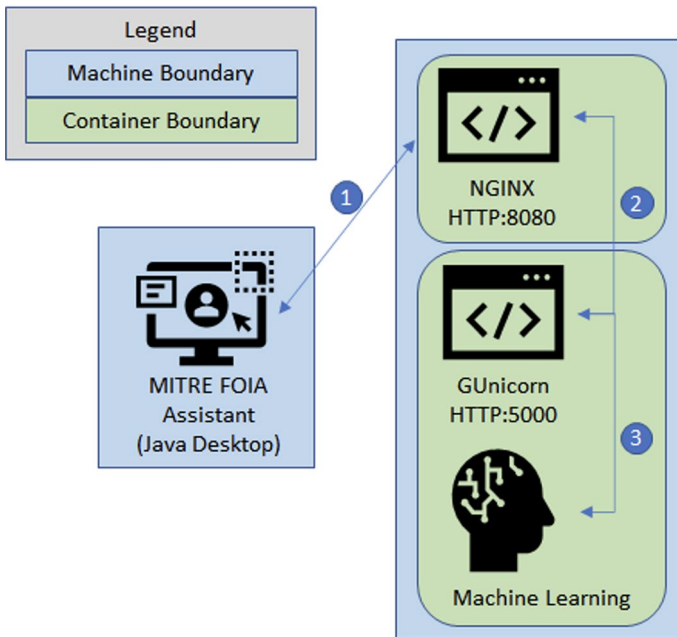 Legend
Machine Boundary
Container Boundary
1
MITRE FOIA
Assistant
(Java Desktop)
</>
NGINX
HTTP:8080
2
</>
GUnicorn
HTTP:5000
3
Machine Learning